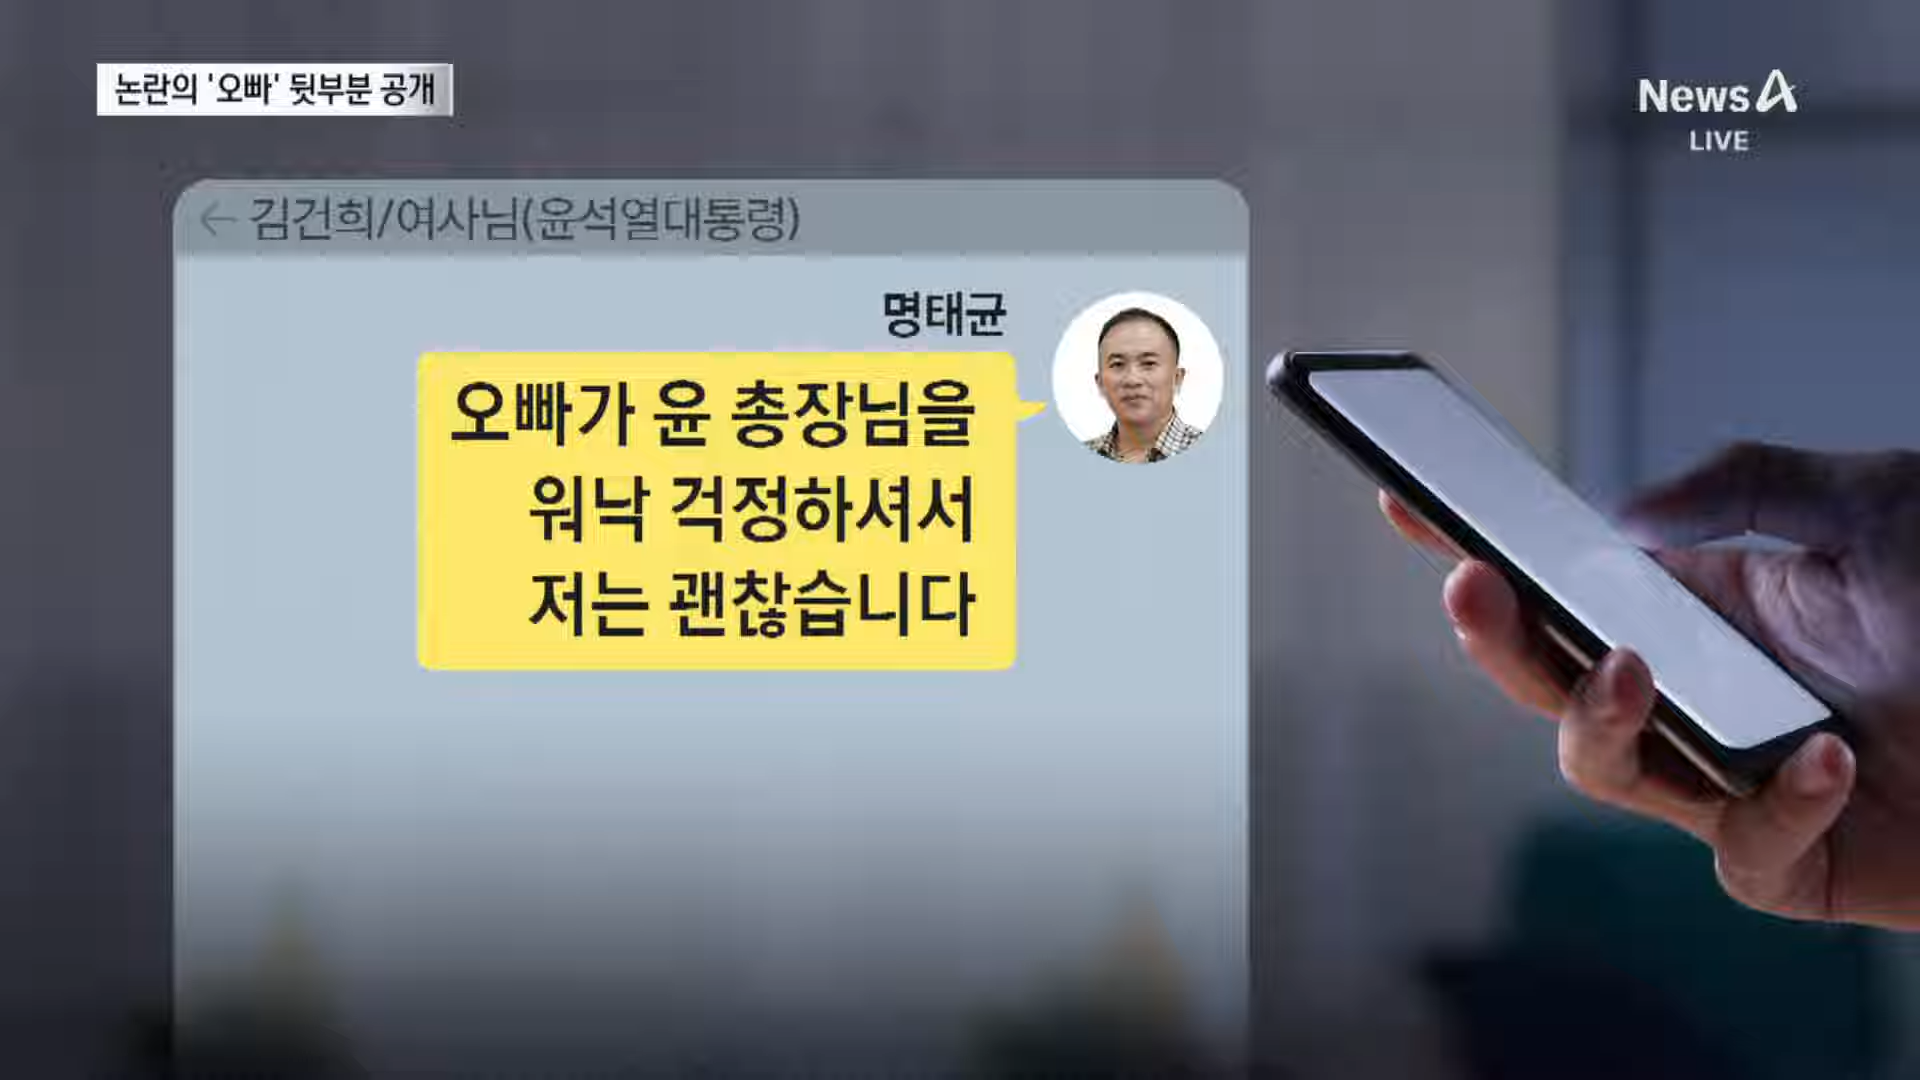 논란의 '오빠' 뒷부분 공개
News A
LIVE
← 김건희/여사님(윤석열대통령)
명태균
오빠가 윤 총장님을
워낙 걱정하셔서
저는 괜찮습니다